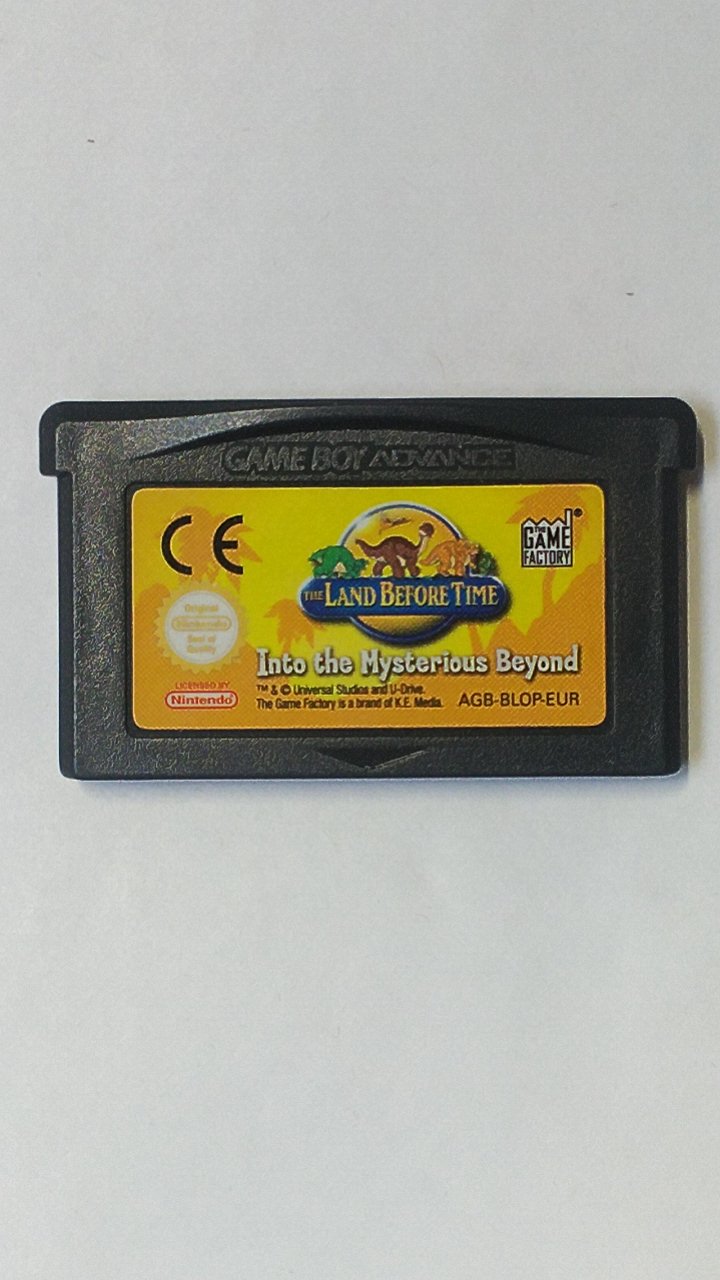 GAME BOY ADVANCE
CE
THE
GAME
FACTORY
®
THE LAND BEFORE TIME
Original
Nintendo
Seal of
Quality
Into the Mysterious Beyond
LICENSED BY
Nintendo
™ & © Universal Studios and U-Drive.
The Game Factory is a brand of K.E. Media.
AGB-BLOP-EUR